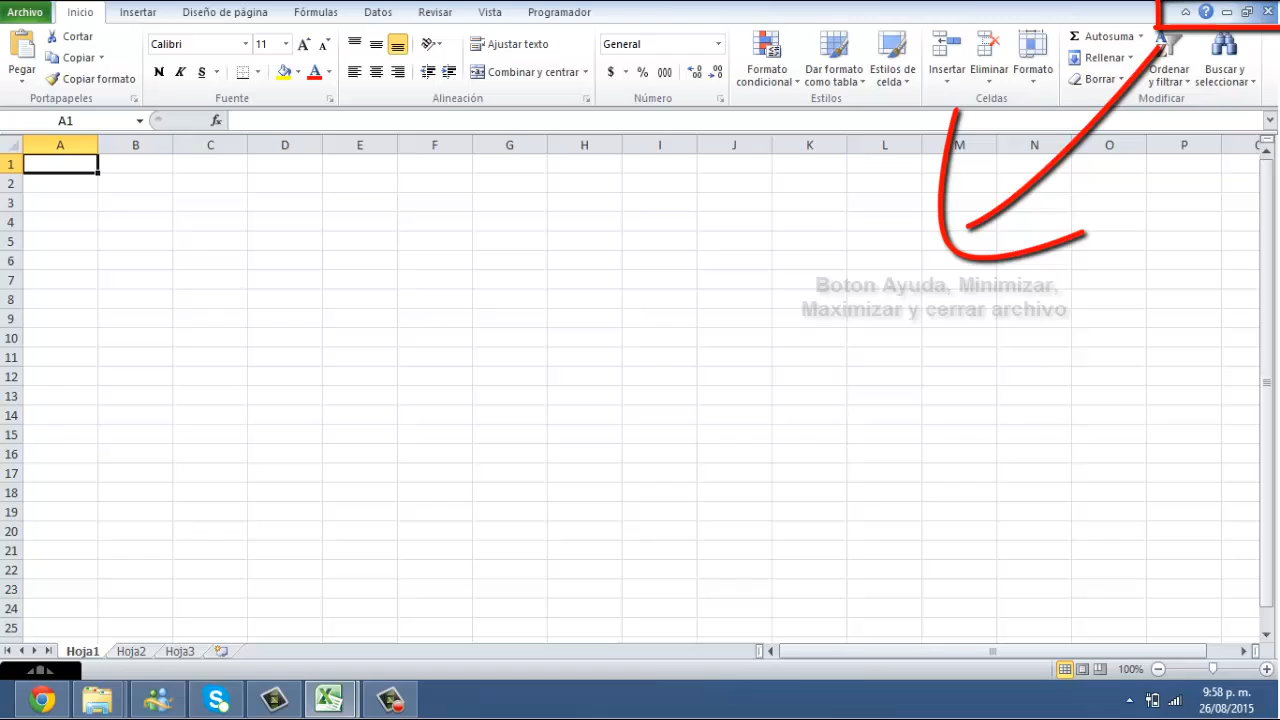 Archivo Inicio Insertar Diseño de página Fórmulas Datos Revisar Vista Programador
Pegar
Cortar
Copiar
Copiar formato
Portapapeles
Calibri 11
N K S A
Fuente
Ajustar texto
Combinar y centrar
Alineación
General
$ % 000
Número
Formato condicional
Dar formato como tabla
Estilos de celda
Estilos
Insertar Eliminar Formato
Celdas
Σ Autosuma
Rellenar
Borrar
Ordenar y filtrar
Buscar y seleccionar
Modificar
A1 fx
A B C D E F G H I J K L M N O P
1
2
3
4
5
6
7
8
9
10
11
12
13
14
15
16
17
18
19
20
21
22
23
24
25
Boton Ayuda, Minimizar,
Maximizar y cerrar archivo
Hoja1 Hoja2 Hoja3
100%
9:58 p. m.
26/08/2015